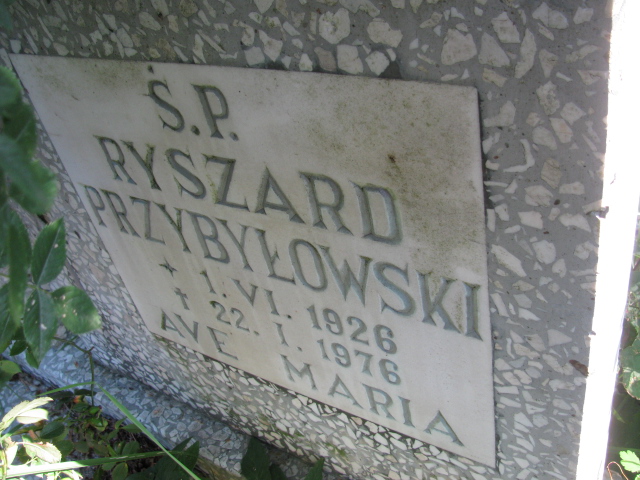 Ś.P.
RYSZARD
PRZYBYŁOWSKI
* 1. VI. 1926
† 22. I. 1976
AVE MARIA